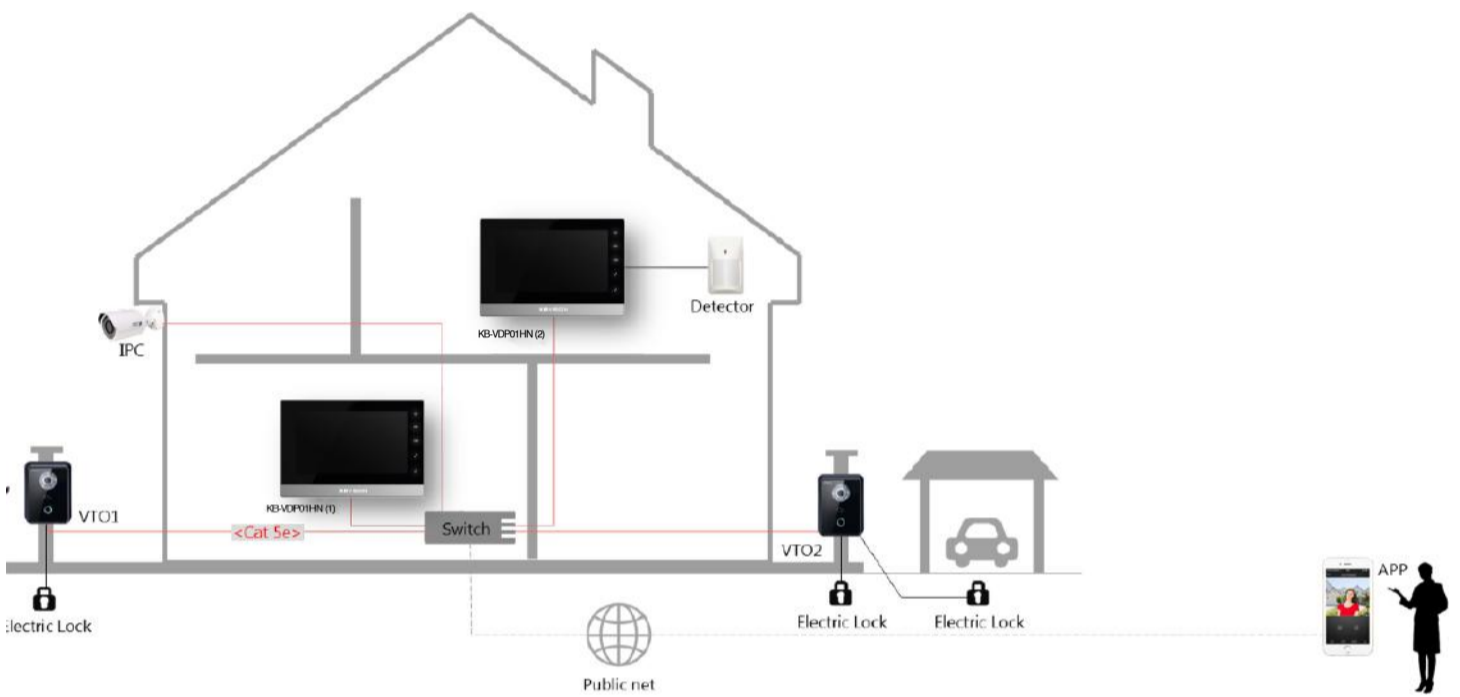 Detector
KB-VDP01HN (2)
IPC
KB-VDP01HN (1)
VTO1
<Cat 5e>
Switch
VTO2
APP
Electric Lock
Electric Lock
Electric Lock
Public net